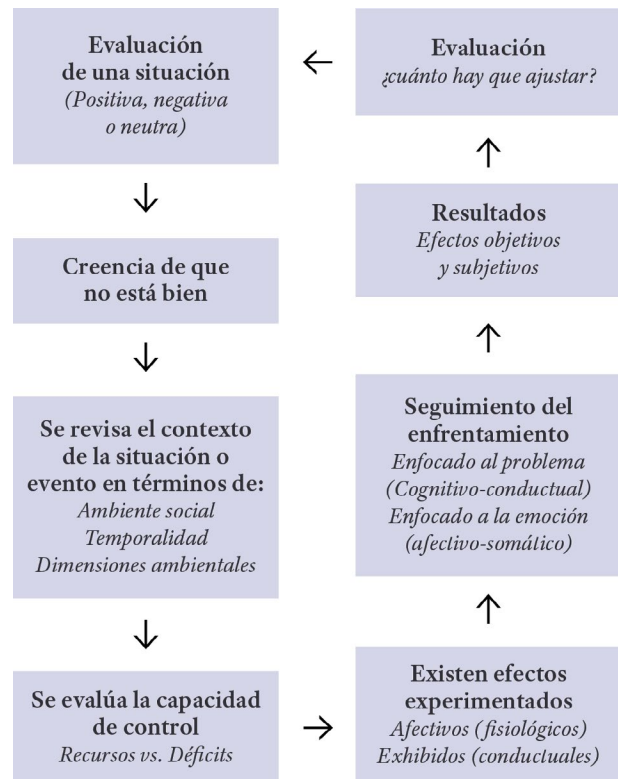 Evaluación
de una situación
(Positiva, negativa
o neutra)
Creencia de que
no está bien
Se revisa el contexto
de la situación o
evento en términos de:
Ambiente social
Temporalidad
Dimensiones ambientales
Se evalúa la capacidad
de control
Recursos vs. Déficits
Existen efectos
experimentados
Afectivos (fisiológicos)
Exhibidos (conductuales)
Seguimiento del
enfrentamiento
Enfocado al problema
(Cognitivo-conductual)
Enfocado a la emoción
(afectivo-somático)
Resultados
Efectos objetivos
y subjetivos
Evaluación
¿cuánto hay que ajustar?